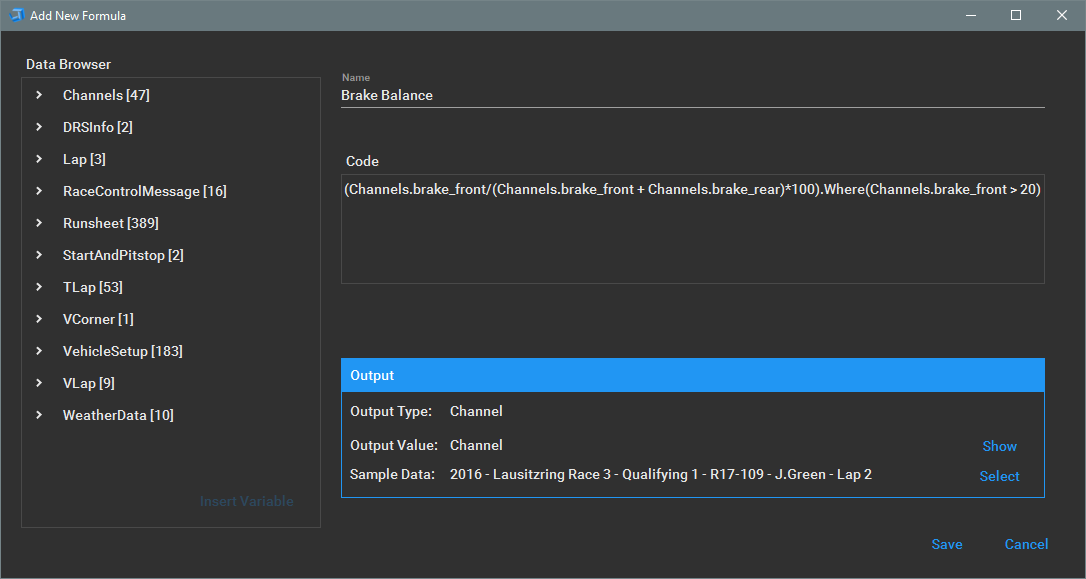 Add New Formula
Data Browser
Channels [47]
DRSInfo [2]
Lap [3]
RaceControlMessage [16]
Runsheet [389]
StartAndPitstop [2]
TLap [53]
VCorner [1]
VehicleSetup [183]
VLap [9]
WeatherData [10]
Insert Variable
Name
Brake Balance
Code
(Channels.brake_front/(Channels.brake_front + Channels.brake_rear)*100).Where(Channels.brake_front > 20)
Output
Output Type: Channel
Output Value: Channel Show
Sample Data: 2016 - Lausitzring Race 3 - Qualifying 1 - R17-109 - J.Green - Lap 2 Select
Save Cancel